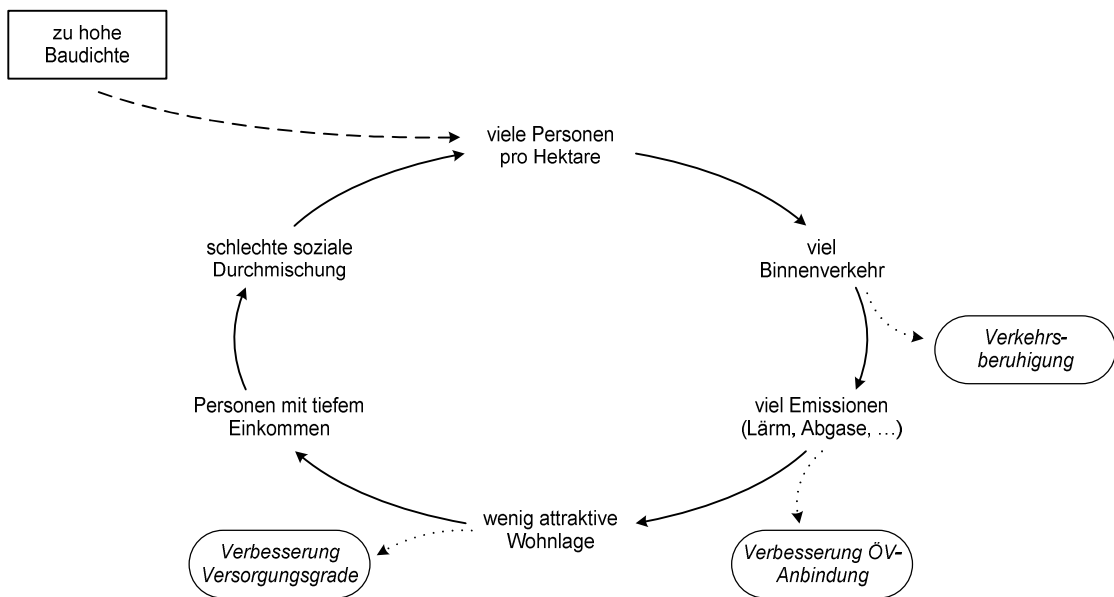 zu hohe
Baudichte
viele Personen
pro Hektare
viel
Binnenverkehr
Verkehrs-
beruhigung
viel Emissionen
(Lärm, Abgase, …)
Verbesserung ÖV-
Anbindung
wenig attraktive
Wohnlage
Verbesserung
Versorgungsgrade
Personen mit tiefem
Einkommen
schlechte soziale
Durchmischung